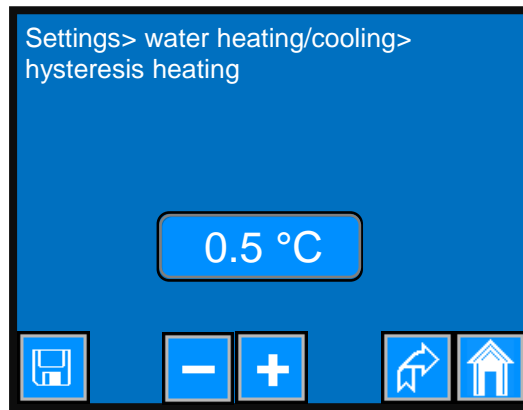 Settings> water heating/cooling>
hysteresis heating
0.5 °C
− +